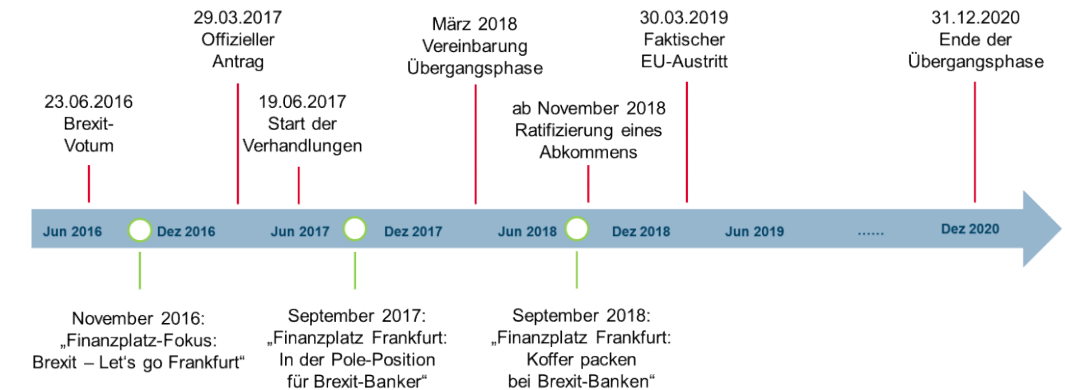 29.03.2017
Offizieller
Antrag
30.03.2019
Faktischer
EU-Austritt
31.12.2020
Ende der
Übergangsphase
März 2018
Vereinbarung
Übergangsphase
23.06.2016
Brexit-
Votum
19.06.2017
Start der
Verhandlungen
ab November 2018
Ratifizierung eines
Abkommens
Jun 2016
Dez 2016
Jun 2017
Dez 2017
Jun 2018
Dez 2018
Jun 2019
......
Dez 2020
November 2016:
„Finanzplatz-Fokus:
Brexit – Let‘s go Frankfurt“
September 2017:
„Finanzplatz Frankfurt:
In der Pole-Position
für Brexit-Banker“
September 2018:
„Finanzplatz Frankfurt:
Koffer packen
bei Brexit-Banken“